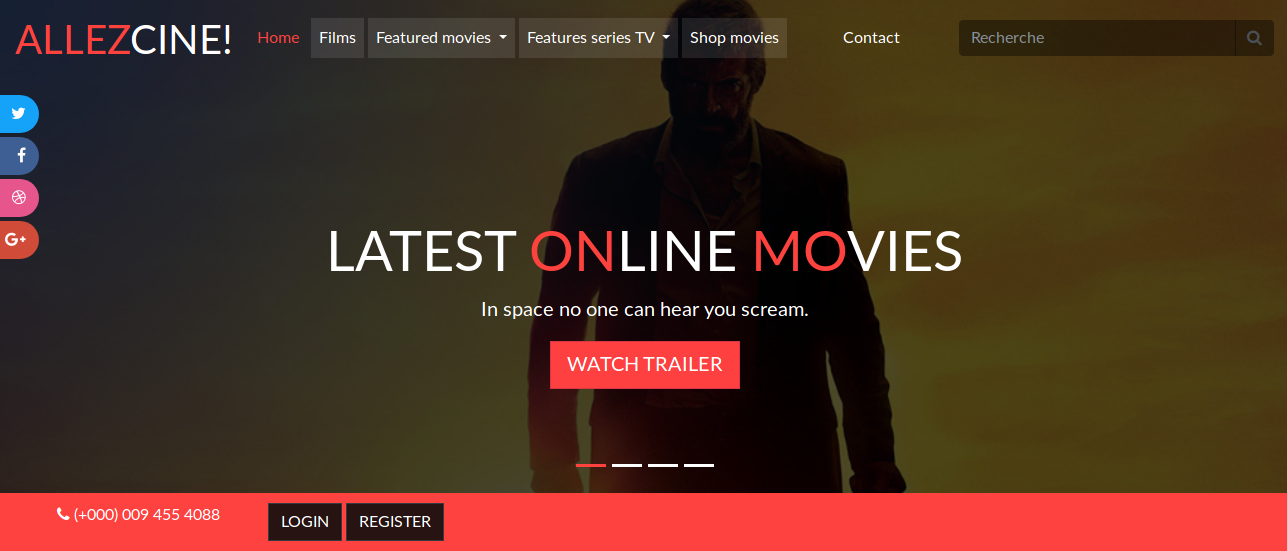 ALLEZCINE! Home Films Featured movies Features series TV Shop movies Contact Recherche
LATEST ONLINE MOVIES
In space no one can hear you scream.
WATCH TRAILER
(+000) 009 455 4088 LOGIN REGISTER